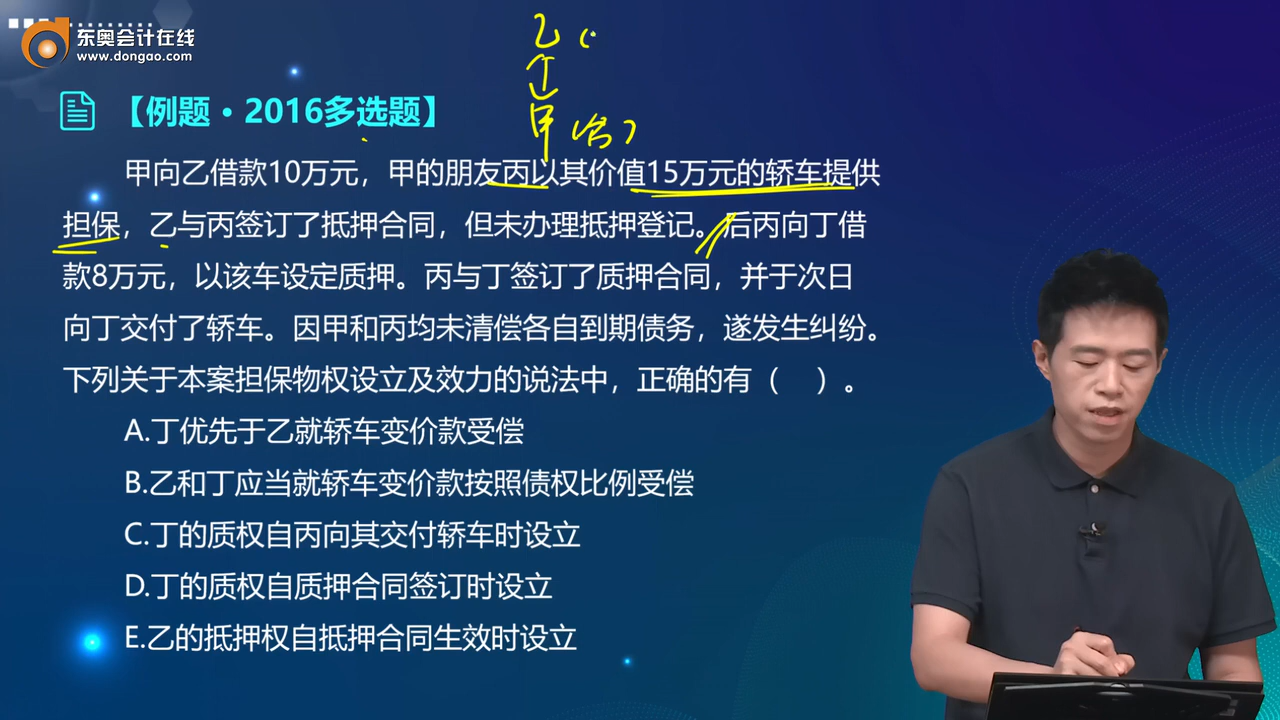 东奥会计在线
www.dongao.com
乙
甲
【例题·2016多选题】
甲向乙借款10万元，甲的朋友丙以其价值15万元的轿车提供
担保，乙与丙签订了抵押合同，但未办理抵押登记。后丙向丁借
款8万元，以该车设定质押。丙与丁签订了质押合同，并于次日
向丁交付了轿车。因甲和丙均未清偿各自到期债务，遂发生纠纷。
下列关于本案担保物权设立及效力的说法中，正确的有（ ）。
A.丁优先于乙就轿车变价款受偿
B.乙和丁应当就轿车变价款按照债权比例受偿
C.丁的质权自丙向其交付轿车时设立
D.丁的质权自质押合同签订时设立
E.乙的抵押权自抵押合同生效时设立